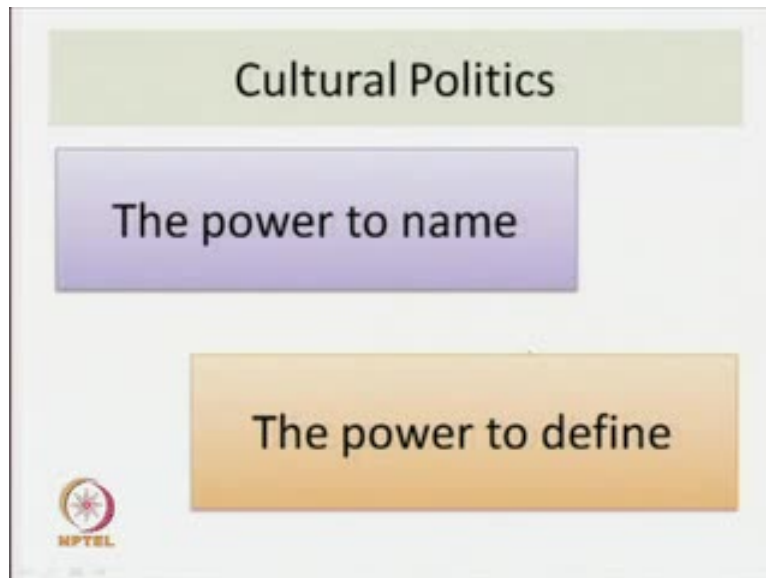 Cultural Politics
The power to name
The power to define
NPTEL